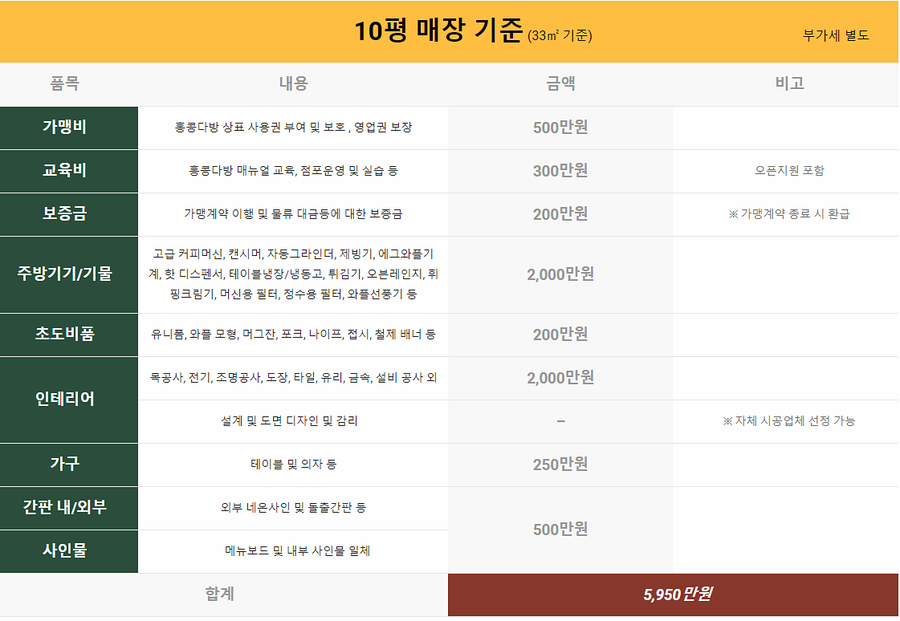 10평 매장 기준 (33㎡ 기준)
부가세 별도
품목 내용 금액 비고
가맹비 홍콩다방 상표 사용권 부여 및 보호, 영업권 보장 500만원
교육비 홍콩다방 매뉴얼 교육, 점포운영 및 실습 등 300만원 오픈지원 포함
보증금 가맹계약 이행 및 물류 대금등에 대한 보증금 200만원 ※ 가맹계약 종료 시 환급
주방기기/기물
고급 커피머신, 캔시머, 자동그라인더, 제빙기, 에그와플기
계, 핫 디스펜서, 테이블냉장/냉동고, 튀김기, 오븐레인지, 휘
핑크림기, 머신용 필터, 정수용 필터, 와플선풍기 등
2,000만원
초도비품 유니폼, 와플 모형, 머그잔, 포크, 나이프, 접시, 철제 배너 등 200만원
인테리어
목공사, 전기, 조명공사, 도장, 타일, 유리, 금속, 설비 공사 외 2,000만원
설계 및 도면 디자인 및 감리 – ※ 자체 시공업체 선정 가능
가구 테이블 및 의자 등 250만원
간판 내/외부 외부 네온사인 및 돌출간판 등
500만원
사인물 메뉴보드 및 내부 사인물 일체
합계 5,950만원